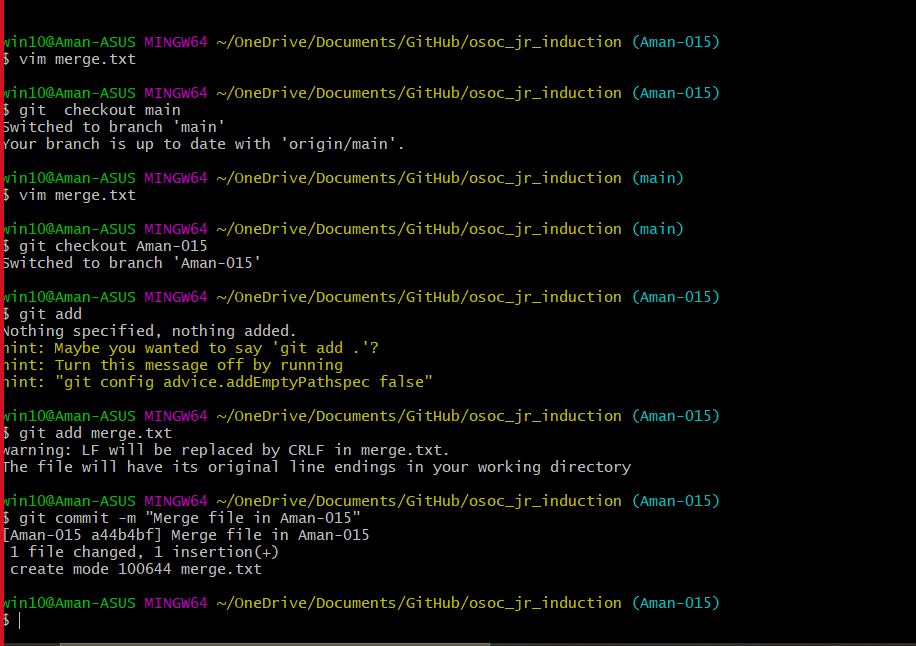 win10@Aman-ASUS MINGW64 ~/OneDrive/Documents/GitHub/osoc_jr_induction (Aman-015)
$ vim merge.txt
win10@Aman-ASUS MINGW64 ~/OneDrive/Documents/GitHub/osoc_jr_induction (Aman-015)
$ git  checkout main
Switched to branch 'main'
Your branch is up to date with 'origin/main'.
win10@Aman-ASUS MINGW64 ~/OneDrive/Documents/GitHub/osoc_jr_induction (main)
$ vim merge.txt
win10@Aman-ASUS MINGW64 ~/OneDrive/Documents/GitHub/osoc_jr_induction (main)
$ git checkout Aman-015
Switched to branch 'Aman-015'
win10@Aman-ASUS MINGW64 ~/OneDrive/Documents/GitHub/osoc_jr_induction (Aman-015)
$ git add
Nothing specified, nothing added.
hint: Maybe you wanted to say 'git add .'?
hint: Turn this message off by running
hint: "git config advice.addEmptyPathspec false"
win10@Aman-ASUS MINGW64 ~/OneDrive/Documents/GitHub/osoc_jr_induction (Aman-015)
$ git add merge.txt
warning: LF will be replaced by CRLF in merge.txt.
The file will have its original line endings in your working directory
win10@Aman-ASUS MINGW64 ~/OneDrive/Documents/GitHub/osoc_jr_induction (Aman-015)
$ git commit -m "Merge file in Aman-015"
[Aman-015 a44b4bf] Merge file in Aman-015
 1 file changed, 1 insertion(+)
 create mode 100644 merge.txt
win10@Aman-ASUS MINGW64 ~/OneDrive/Documents/GitHub/osoc_jr_induction (Aman-015)
$